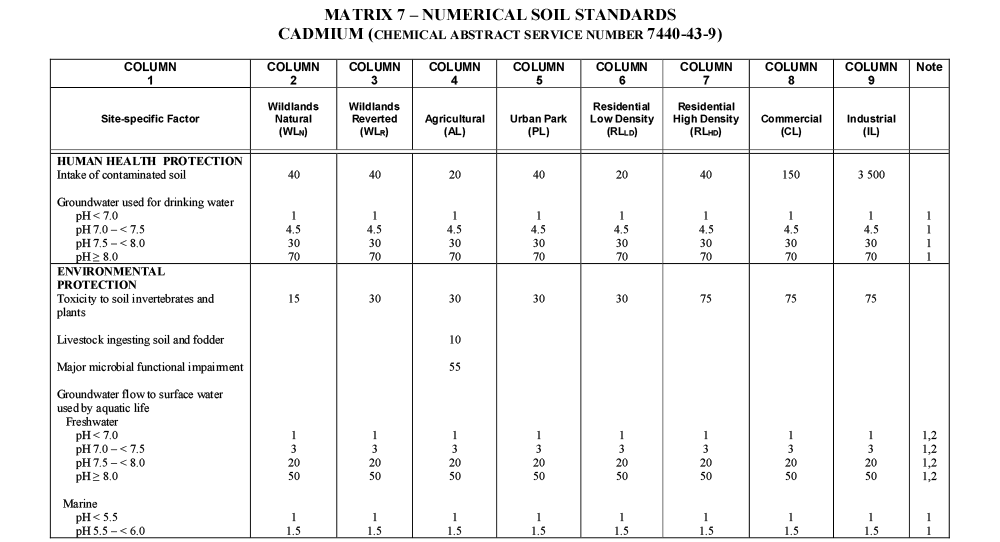 MATRIX 7 – NUMERICAL SOIL STANDARDS
CADMIUM (CHEMICAL ABSTRACT SERVICE NUMBER 7440-43-9)
COLUMN 1 COLUMN 2 COLUMN 3 COLUMN 4 COLUMN 5 COLUMN 6 COLUMN 7 COLUMN 8 COLUMN 9 Note
Site-specific Factor Wildlands Natural (WLN) Wildlands Reverted (WLR) Agricultural (AL) Urban Park (PL) Residential Low Density (RLLD) Residential High Density (RLHD) Commercial (CL) Industrial (IL)
HUMAN HEALTH PROTECTION
Intake of contaminated soil 40 40 20 40 20 40 150 3 500
Groundwater used for drinking water
pH < 7.0 1 1 1 1 1 1 1 1 1
pH 7.0 – < 7.5 4.5 4.5 4.5 4.5 4.5 4.5 4.5 4.5 1
pH 7.5 – < 8.0 30 30 30 30 30 30 30 30 1
pH ≥ 8.0 70 70 70 70 70 70 70 70 1
ENVIRONMENTAL
PROTECTION
Toxicity to soil invertebrates and 15 30 30 30 30 75 75 75
plants
Livestock ingesting soil and fodder 10
Major microbial functional impairment 55
Groundwater flow to surface water
used by aquatic life
Freshwater
pH < 7.0 1 1 1 1 1 1 1 1 1,2
pH 7.0 – < 7.5 3 3 3 3 3 3 3 3 1,2
pH 7.5 – < 8.0 20 20 20 20 20 20 20 20 1,2
pH ≥ 8.0 50 50 50 50 50 50 50 50 1,2
Marine
pH < 5.5 1 1 1 1 1 1 1 1 1
pH 5.5 – < 6.0 1.5 1.5 1.5 1.5 1.5 1.5 1.5 1.5 1